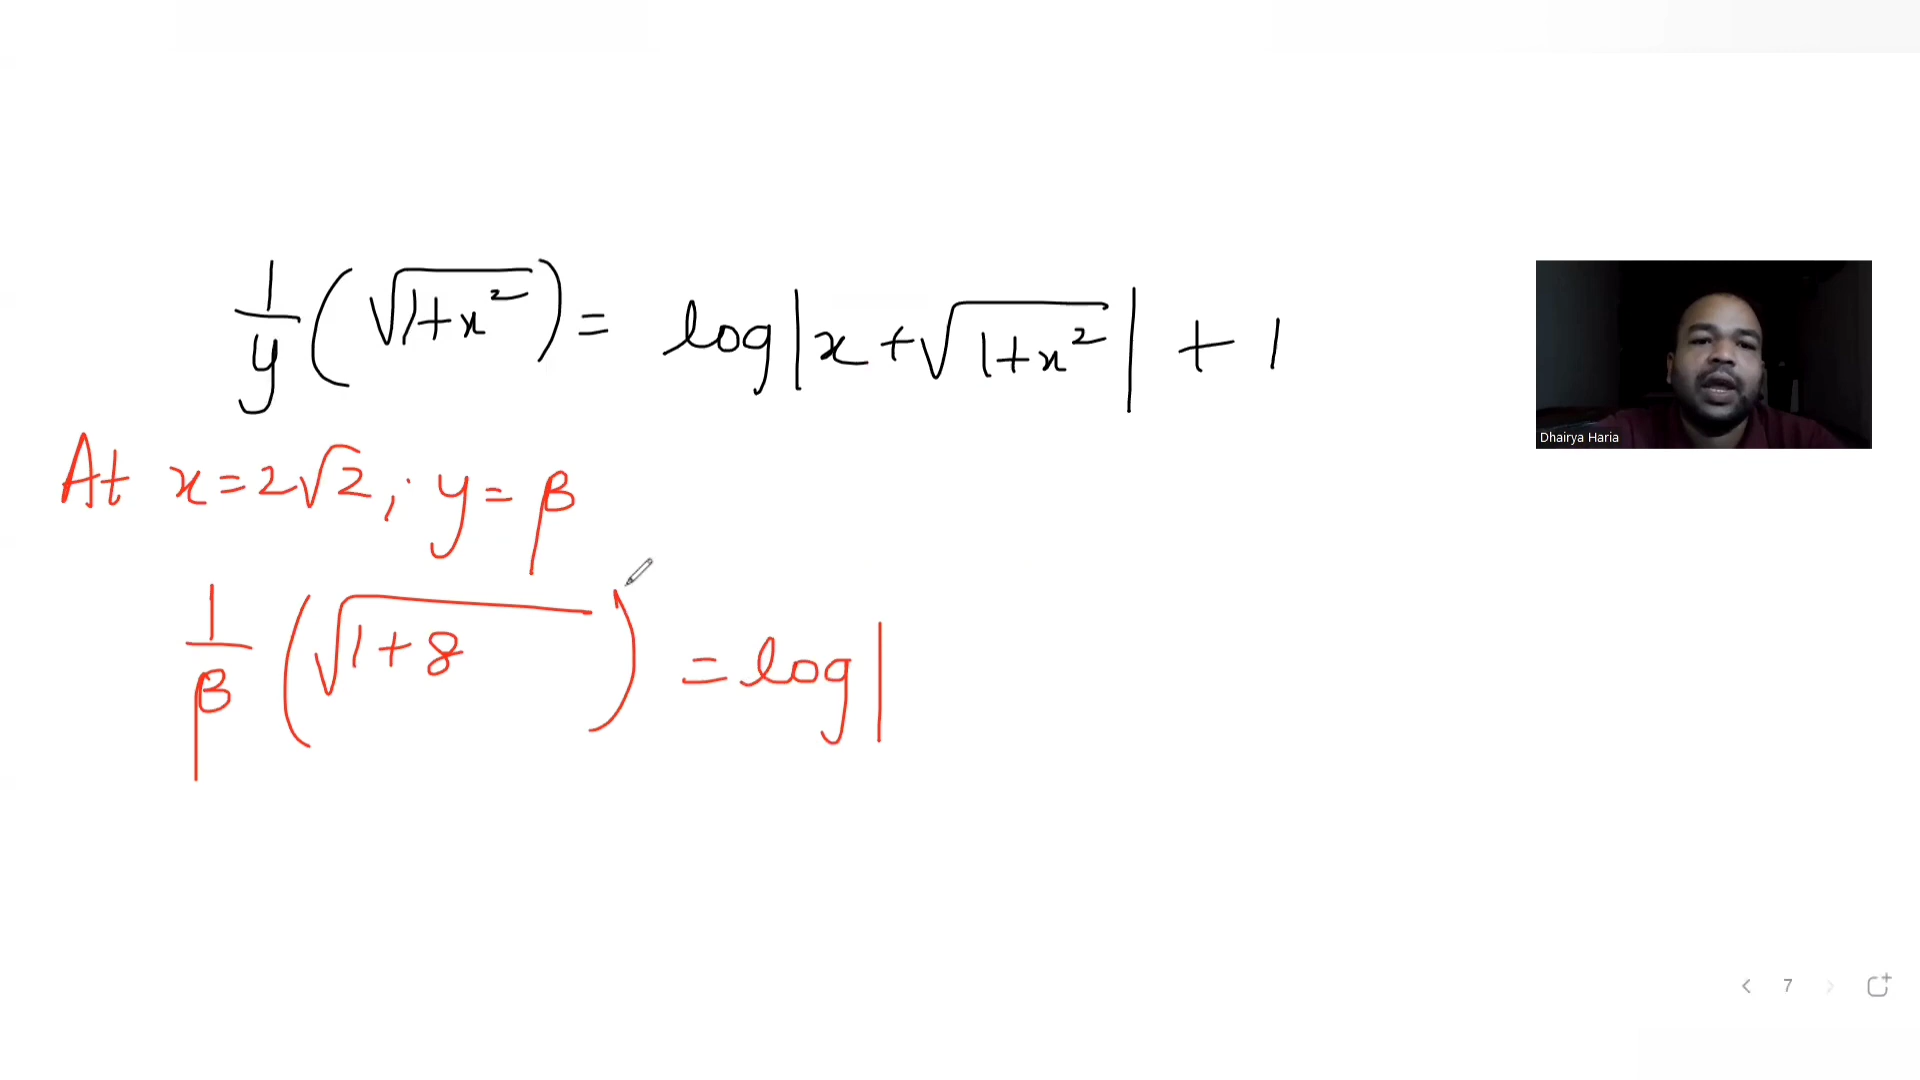 1/y (√(1+x²)) = log|x+√(1+x²)| + 1
At x=2√2; y=β
1/β (√(1+8)) = log|
Dhairya Haria
7